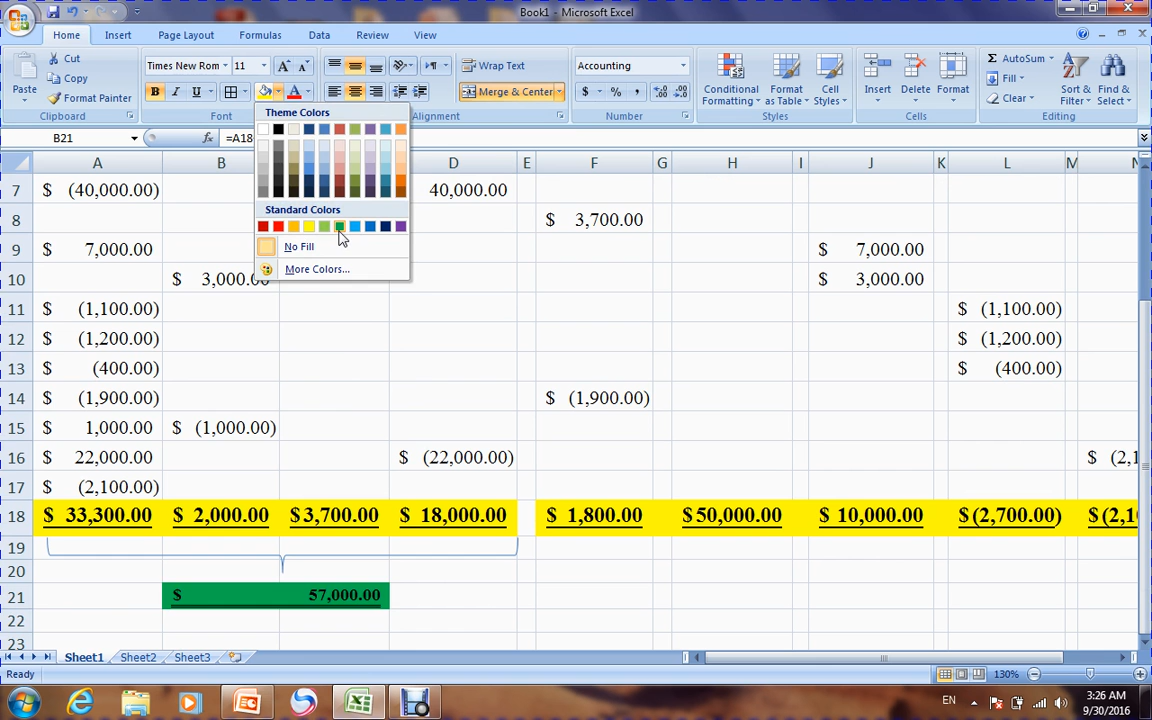 Book1 - Microsoft Excel
Home Insert Page Layout Formulas Data Review View
Paste
Cut
Copy
Format Painter
Clipboard
Times New Rom 11
B I U
Font
Wrap Text
Merge & Center
Alignment
Accounting
$ % ,
Number
Conditional Formatting
Format as Table
Cell Styles
Styles
Insert Delete Format
Cells
AutoSum
Fill
Clear
Sort & Filter
Find & Select
Editing
B21 fx =A18
Theme Colors
Standard Colors
No Fill
More Colors...
A B D E F G H I J K L M N
7 $ (40,000.00) 40,000.00
8 $ 3,700.00
9 $ 7,000.00 $ 7,000.00
10 $ 3,000.00 $ 3,000.00
11 $ (1,100.00) $ (1,100.00)
12 $ (1,200.00) $ (1,200.00)
13 $ (400.00) $ (400.00)
14 $ (1,900.00) $ (1,900.00)
15 $ 1,000.00 $ (1,000.00)
16 $ 22,000.00 $ (22,000.00) $ (2,1
17 $ (2,100.00)
18 $ 33,300.00 $ 2,000.00 $3,700.00 $ 18,000.00 $ 1,800.00 $50,000.00 $ 10,000.00 $(2,700.00) $(2,10
19
20
21 $ 57,000.00
22
23
Sheet1 Sheet2 Sheet3
Ready 130%
EN 3:26 AM
9/30/2016